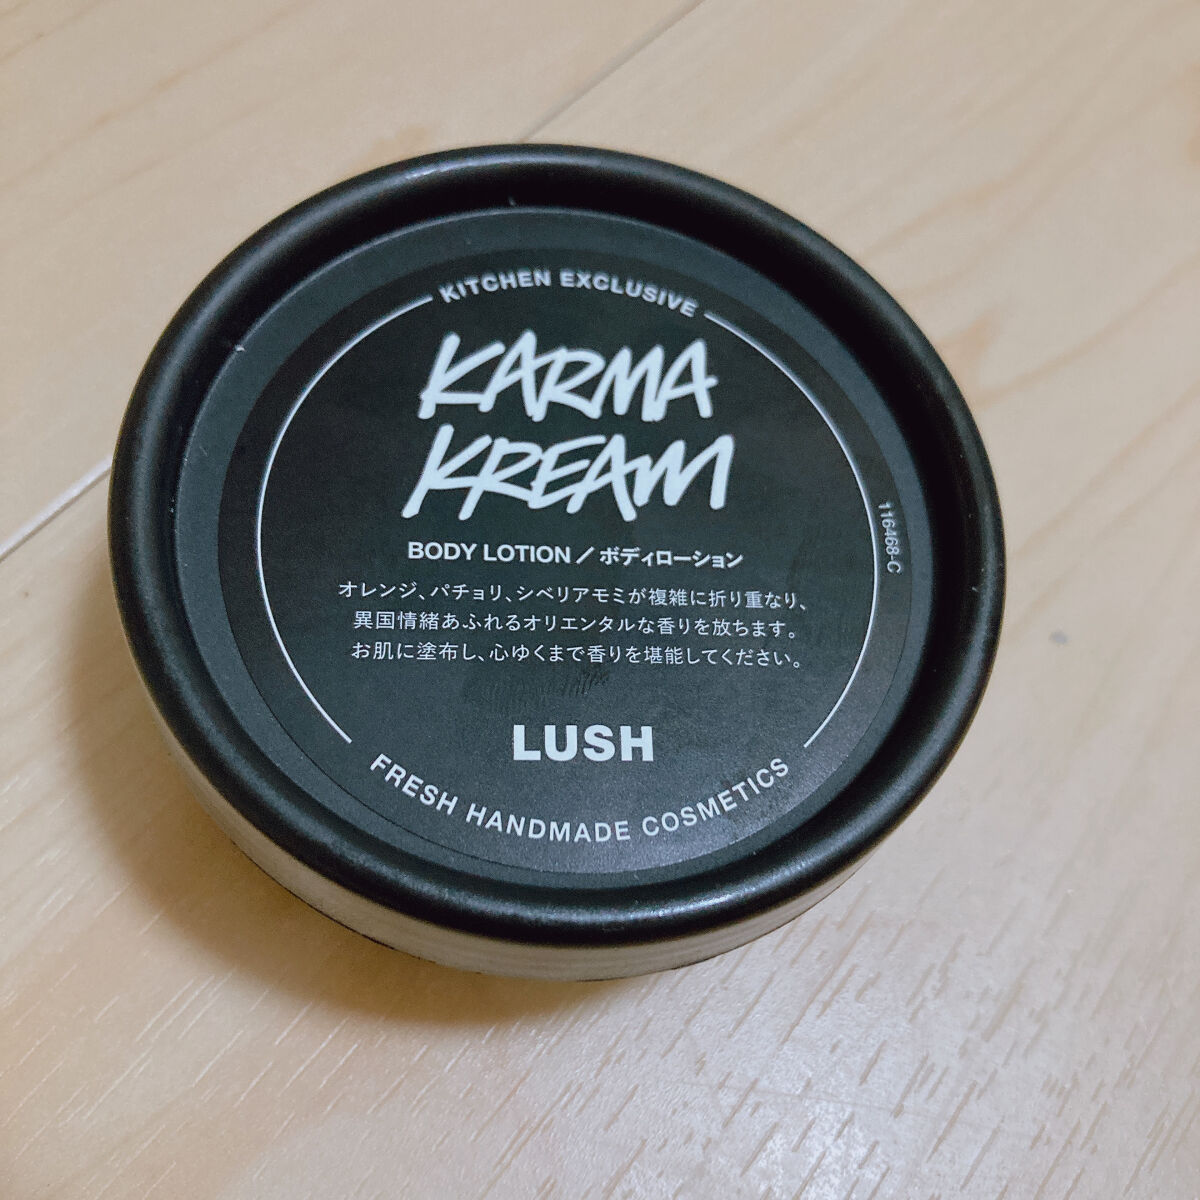 KITCHEN EXCLUSIVE
KARMA
KREAM
BODY LOTION／ボディローション
オレンジ、パチョリ、シベリアモミが複雑に折り重なり、
異国情緒あふれるオリエンタルな香りを放ちます。
お肌に塗布し、心ゆくまで香りを堪能してください。
LUSH
FRESH HANDMADE COSMETICS
116468-C